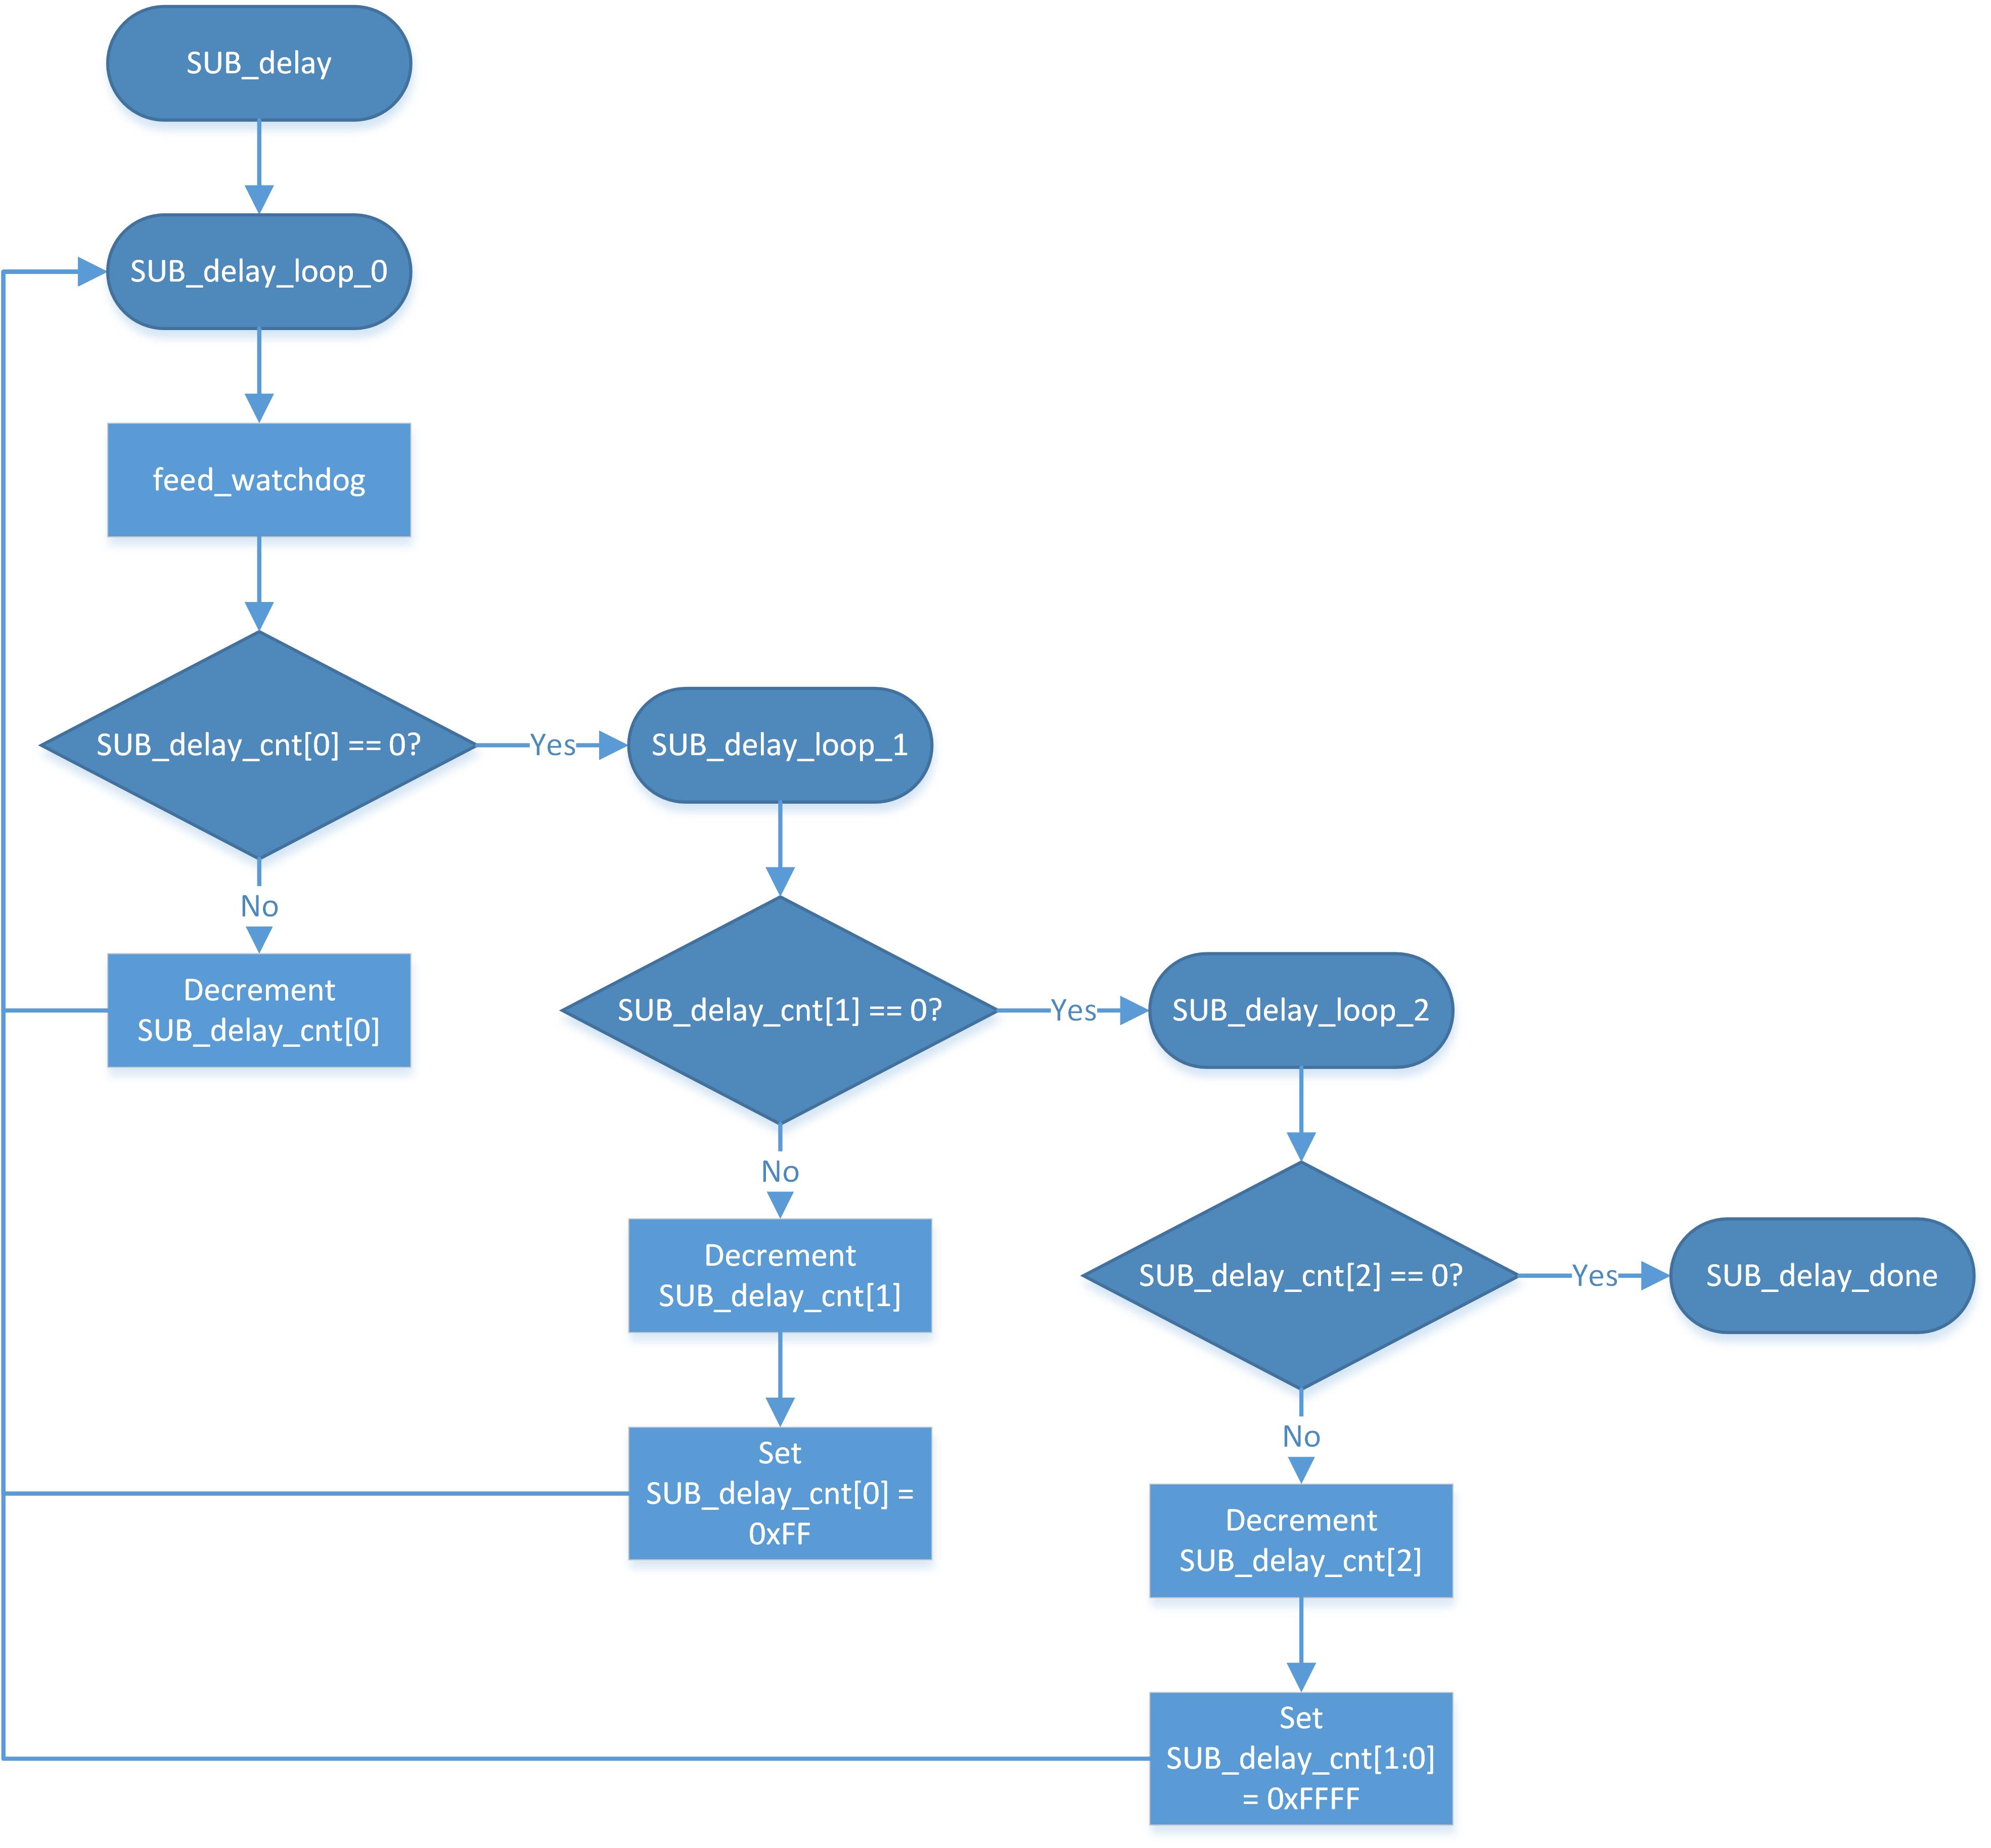 SUB_delay
SUB_delay_loop_0
feed_watchdog
SUB_delay_cnt[0] == 0?
Yes
SUB_delay_loop_1
No
Decrement
SUB_delay_cnt[0]
SUB_delay_cnt[1] == 0?
Yes
SUB_delay_loop_2
No
Decrement
SUB_delay_cnt[1]
Set
SUB_delay_cnt[0] =
0xFF
SUB_delay_cnt[2] == 0?
Yes
SUB_delay_done
No
Decrement
SUB_delay_cnt[2]
Set
SUB_delay_cnt[1:0]
= 0xFFFF